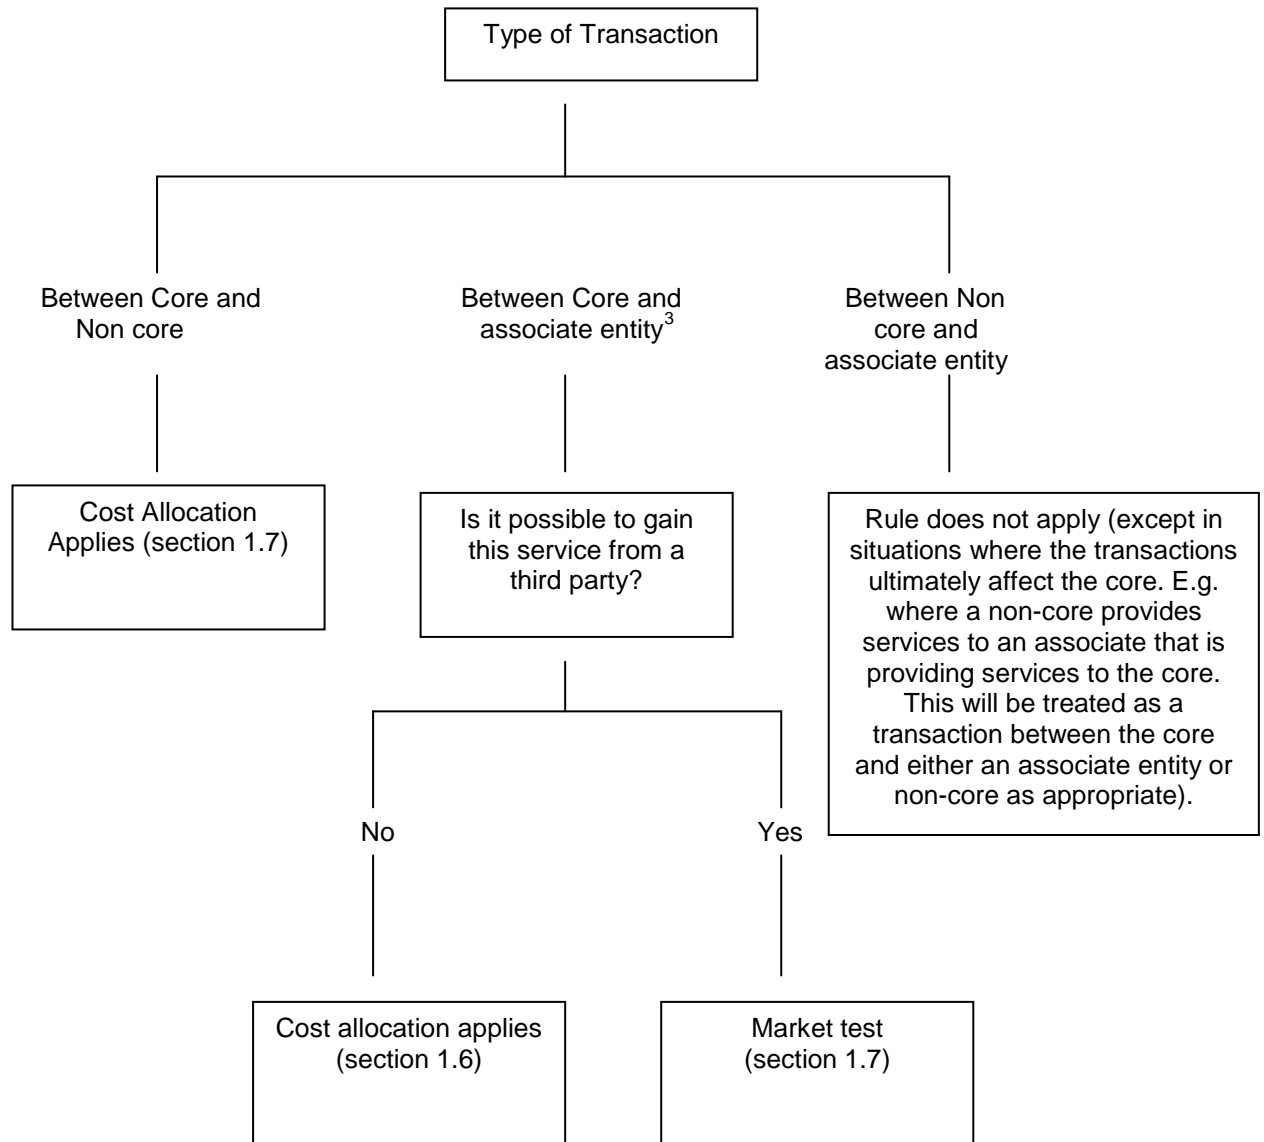 Type of Transaction
Between Core and
Non core
Between Core and
associate entity3
Between Non
core and
associate entity
Cost Allocation
Applies (section 1.7)
Is it possible to gain
this service from a
third party?
Rule does not apply (except in
situations where the transactions
ultimately affect the core. E.g.
where a non-core provides
services to an associate that is
providing services to the core.
This will be treated as a
transaction between the core
and either an associate entity or
non-core as appropriate).
No
Yes
Cost allocation applies
(section 1.6)
Market test
(section 1.7)